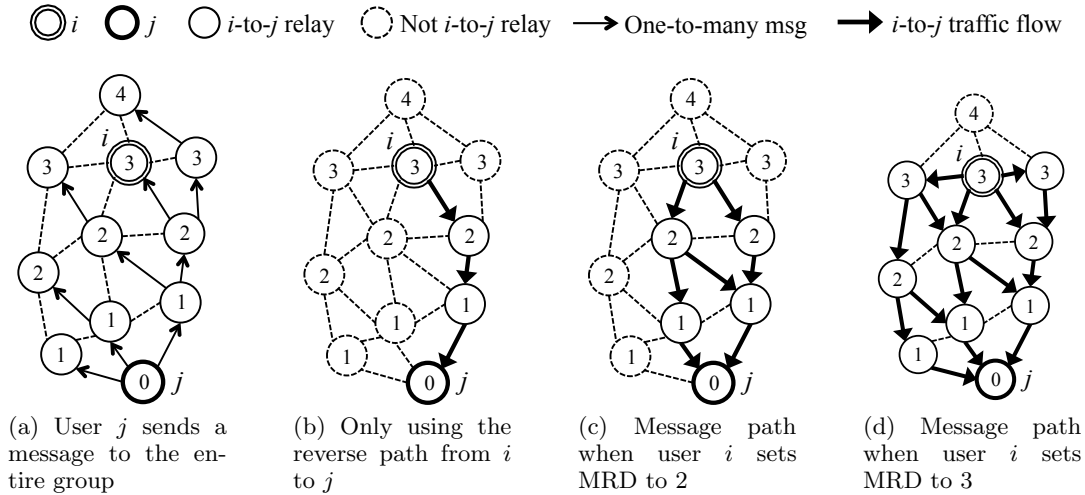 i j i-to-j relay Not i-to-j relay One-to-many msg i-to-j traffic flow
4
i
3 3 3
2 2
2
1
1
1
0 j
(a) User j sends a
message to the en-
tire group
4
i
3 3 3
2 2
2
1
1
1
0 j
(b) Only using the
reverse path from i
to j
4
i
3 3 3
2 2
2
1
1
1
0 j
(c) Message path
when user i sets
MRD to 2
4
i
3 3 3
2 2
2
1
1
1
0 j
(d) Message path
when user i sets
MRD to 3